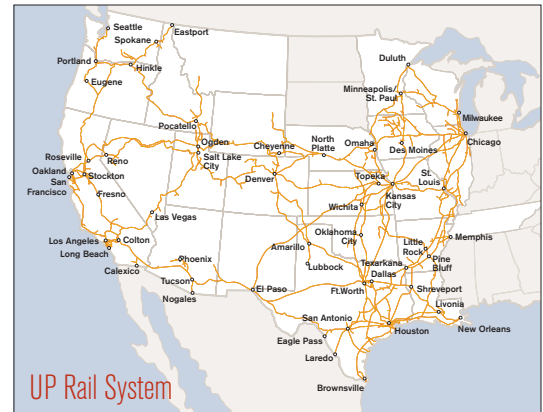 Seattle
Eastport
Spokane
Portland
Hinkle
Eugene
Duluth
Minneapolis/
St. Paul
Milwaukee
Chicago
Pocatello
Ogden
Salt Lake
City
Cheyenne
North
Platte
Omaha
Des Moines
Roseville
Reno
Oakland
San
Francisco
Stockton
Fresno
Denver
Topeka
Kansas
City
St.
Louis
Las Vegas
Wichita
Los Angeles
Long Beach
Colton
Calexico
Phoenix
Tucson
Nogales
Amarillo
Lubbock
Oklahoma
City
Little
Rock
Memphis
Pine
Bluff
Texarkana
Dallas
Ft.Worth
Shreveport
El Paso
Livonia
New Orleans
San Antonio
Houston
Eagle Pass
Laredo
Brownsville
UP Rail System